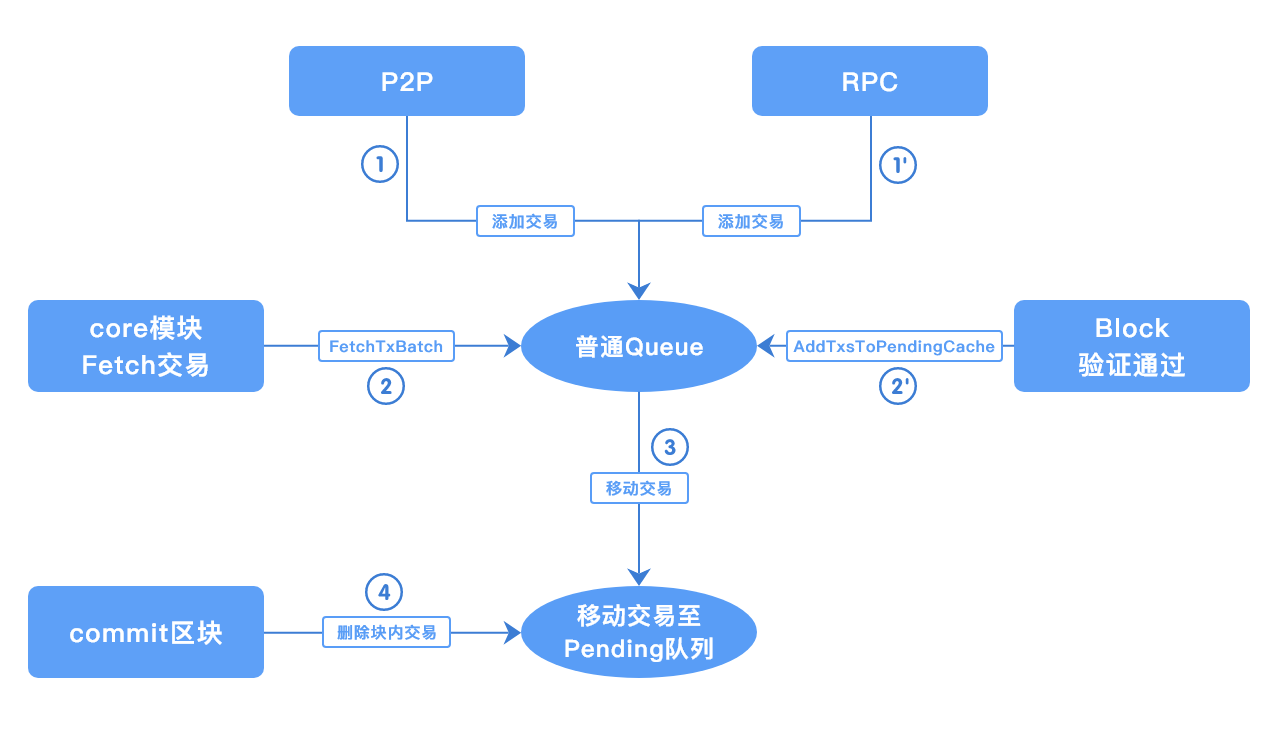 P2P
RPC
1
1'
添加交易
添加交易
core模块
Fetch交易
FetchTxBatch
2
普通Queue
AddTxsToPendingCache
2'
Block
验证通过
3
移动交易
commit区块
4
删除块内交易
移动交易至
Pending队列